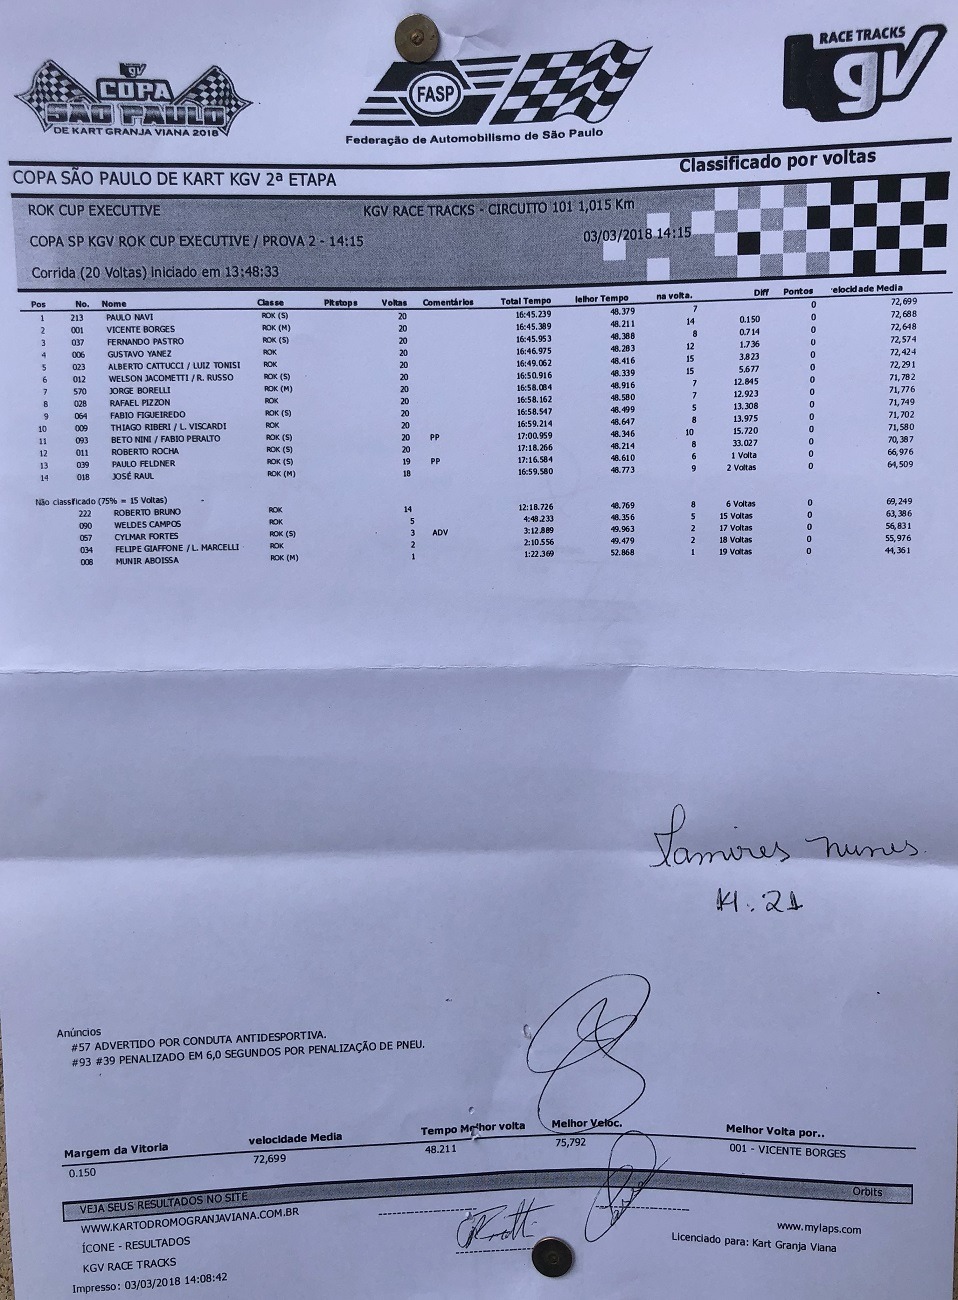 KGV
COPA
SÃO PAULO
DE KART GRANJA VIANA 2018
FASP
Federação de Automobilismo de São Paulo
RACE TRACKS
kgv
Classificado por voltas
COPA SÃO PAULO DE KART KGV 2ª ETAPA
ROK CUP EXECUTIVE KGV RACE TRACKS - CIRCUITO 101 1,015 Km
COPA SP KGV ROK CUP EXECUTIVE / PROVA 2 - 14:15 03/03/2018 14:15
Corrida (20 Voltas) Iniciado em 13:48:33
Pos No. Nome Classe Pitstops Voltas Comentários Total Tempo lelhor Tempo na volta. Diff Pontos elocidade Media
1 213 PAULO NAVI ROK (S) 20 16:45.239 48.379 7 0 72,699
2 001 VICENTE BORGES ROK (M) 20 16:45.389 48.211 14 0.150 0 72,688
3 037 FERNANDO PASTRO ROK (S) 20 16:45.953 48.388 8 0.714 0 72,648
4 006 GUSTAVO YANEZ ROK 20 16:46.975 48.283 12 1.736 0 72,574
5 023 ALBERTO CATTUCCI / LUIZ TONISI ROK 20 16:49.062 48.416 15 3.823 0 72,424
6 012 WELSON JACOMETTI / R. RUSSO ROK (S) 20 16:50.916 48.339 15 5.677 0 72,291
7 570 JORGE BORELLI ROK (M) 20 16:58.084 48.916 7 12.845 0 71,782
8 028 RAFAEL PIZZON ROK 20 16:58.162 48.580 7 12.923 0 71,776
9 064 FABIO FIGUEIREDO ROK (S) 20 16:58.547 48.499 5 13.308 0 71,749
10 009 THIAGO RIBERI / L. VISCARDI ROK 20 16:59.214 48.647 8 13.975 0 71,702
11 093 BETO NINI / FABIO PERALTO ROK (S) 20 PP 17:00.959 48.346 10 15.720 0 71,580
12 011 ROBERTO ROCHA ROK (S) 20 17:18.266 48.214 8 33.027 0 70,387
13 039 PAULO FELDNER ROK (S) 19 PP 17:16.584 48.610 6 1 Volta 0 66,976
14 018 JOSÉ RAUL ROK (M) 18 16:59.580 48.773 9 2 Voltas 0 64,509
Não classificado (75% = 15 Voltas)
222 ROBERTO BRUNO ROK 14 12:18.726 48.769 8 6 Voltas 0 69,249
090 WELDES CAMPOS ROK 5 4:48.233 48.356 5 15 Voltas 0 63,386
057 CYLMAR FORTES ROK (S) 3 ADV 3:12.889 49.963 2 17 Voltas 0 56,831
034 FELIPE GIAFFONE / L. MARCELLI ROK 2 2:10.556 49.479 2 18 Voltas 0 55,976
008 MUNIR ABOISSA ROK (M) 1 1:22.369 52.868 1 19 Voltas 0 44,361
Tamires Nunes.
14:21
Anúncios
#57 ADVERTIDO POR CONDUTA ANTIDESPORTIVA.
#93 #39 PENALIZADO EM 6,0 SEGUNDOS POR PENALIZAÇÃO DE PNEU.
Margem da Vitoria velocidade Media Tempo Melhor volta Melhor Veloc. Melhor Volta por..
0.150 72,699 48.211 75,792 001 - VICENTE BORGES
VEJA SEUS RESULTADOS NO SITE Orbits
WWW.KARTODROMOGRANJAVIANA.COM.BR www.mylaps.com
ÍCONE - RESULTADOS Licenciado para: Kart Granja Viana
KGV RACE TRACKS
Impresso: 03/03/2018 14:08:42